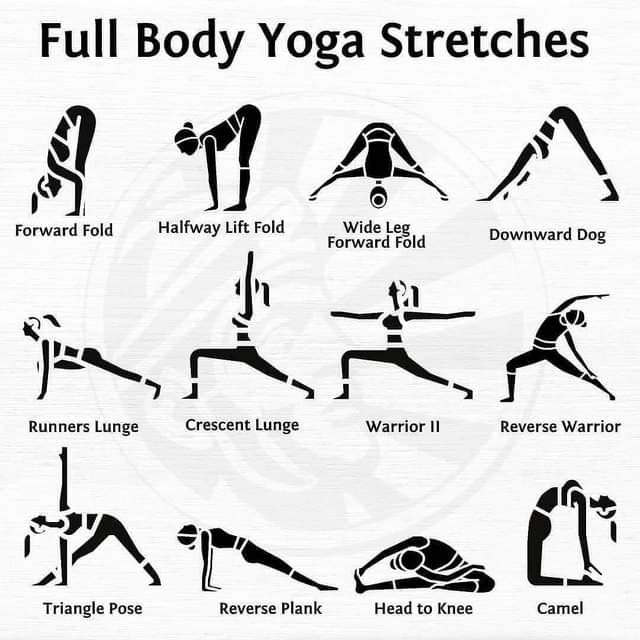 Full Body Yoga Stretches
Forward Fold
Halfway Lift Fold
Wide Leg
Forward Fold
Downward Dog
Runners Lunge
Crescent Lunge
Warrior II
Reverse Warrior
Triangle Pose
Reverse Plank
Head to Knee
Camel